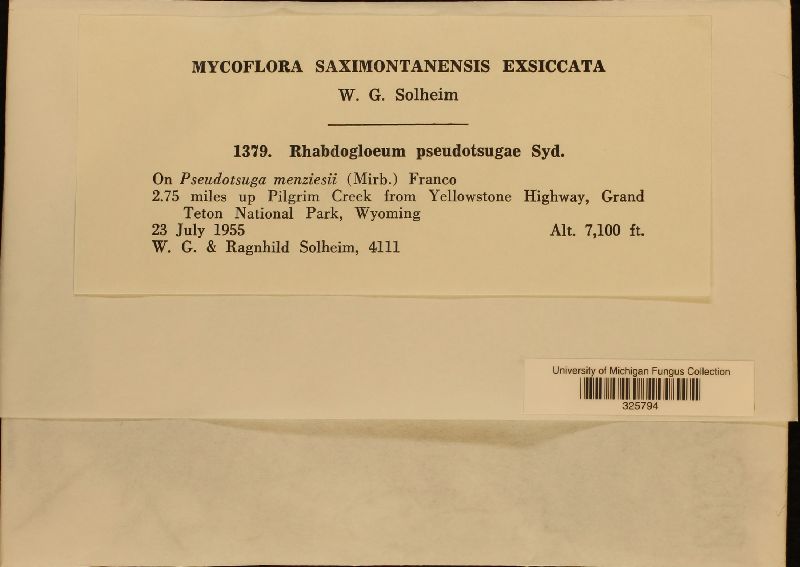 MYCOFLORA SAXIMONTANENSIS EXSICCATA
W. G. Solheim
1379. Rhabdogloeum pseudotsugae Syd.
On Pseudotsuga menziesii (Mirb.) Franco
2.75 miles up Pilgrim Creek from Yellowstone Highway, Grand
Teton National Park, Wyoming
23 July 1955 Alt. 7,100 ft.
W. G. & Ragnhild Solheim, 4111
University of Michigan Fungus Collection
325794